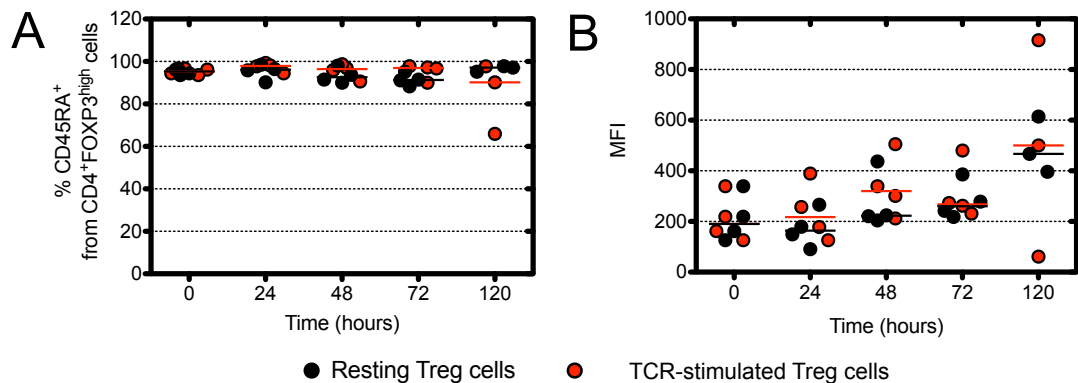 A
% CD45RA+
from CD4+FOXP3high cells
120
100
80
60
40
20
0
0 24 48 72 120
Time (hours)
B
MFI
1000
800
600
400
200
0
0 24 48 72 120
Time (hours)
Resting Treg cells
TCR-stimulated Treg cells